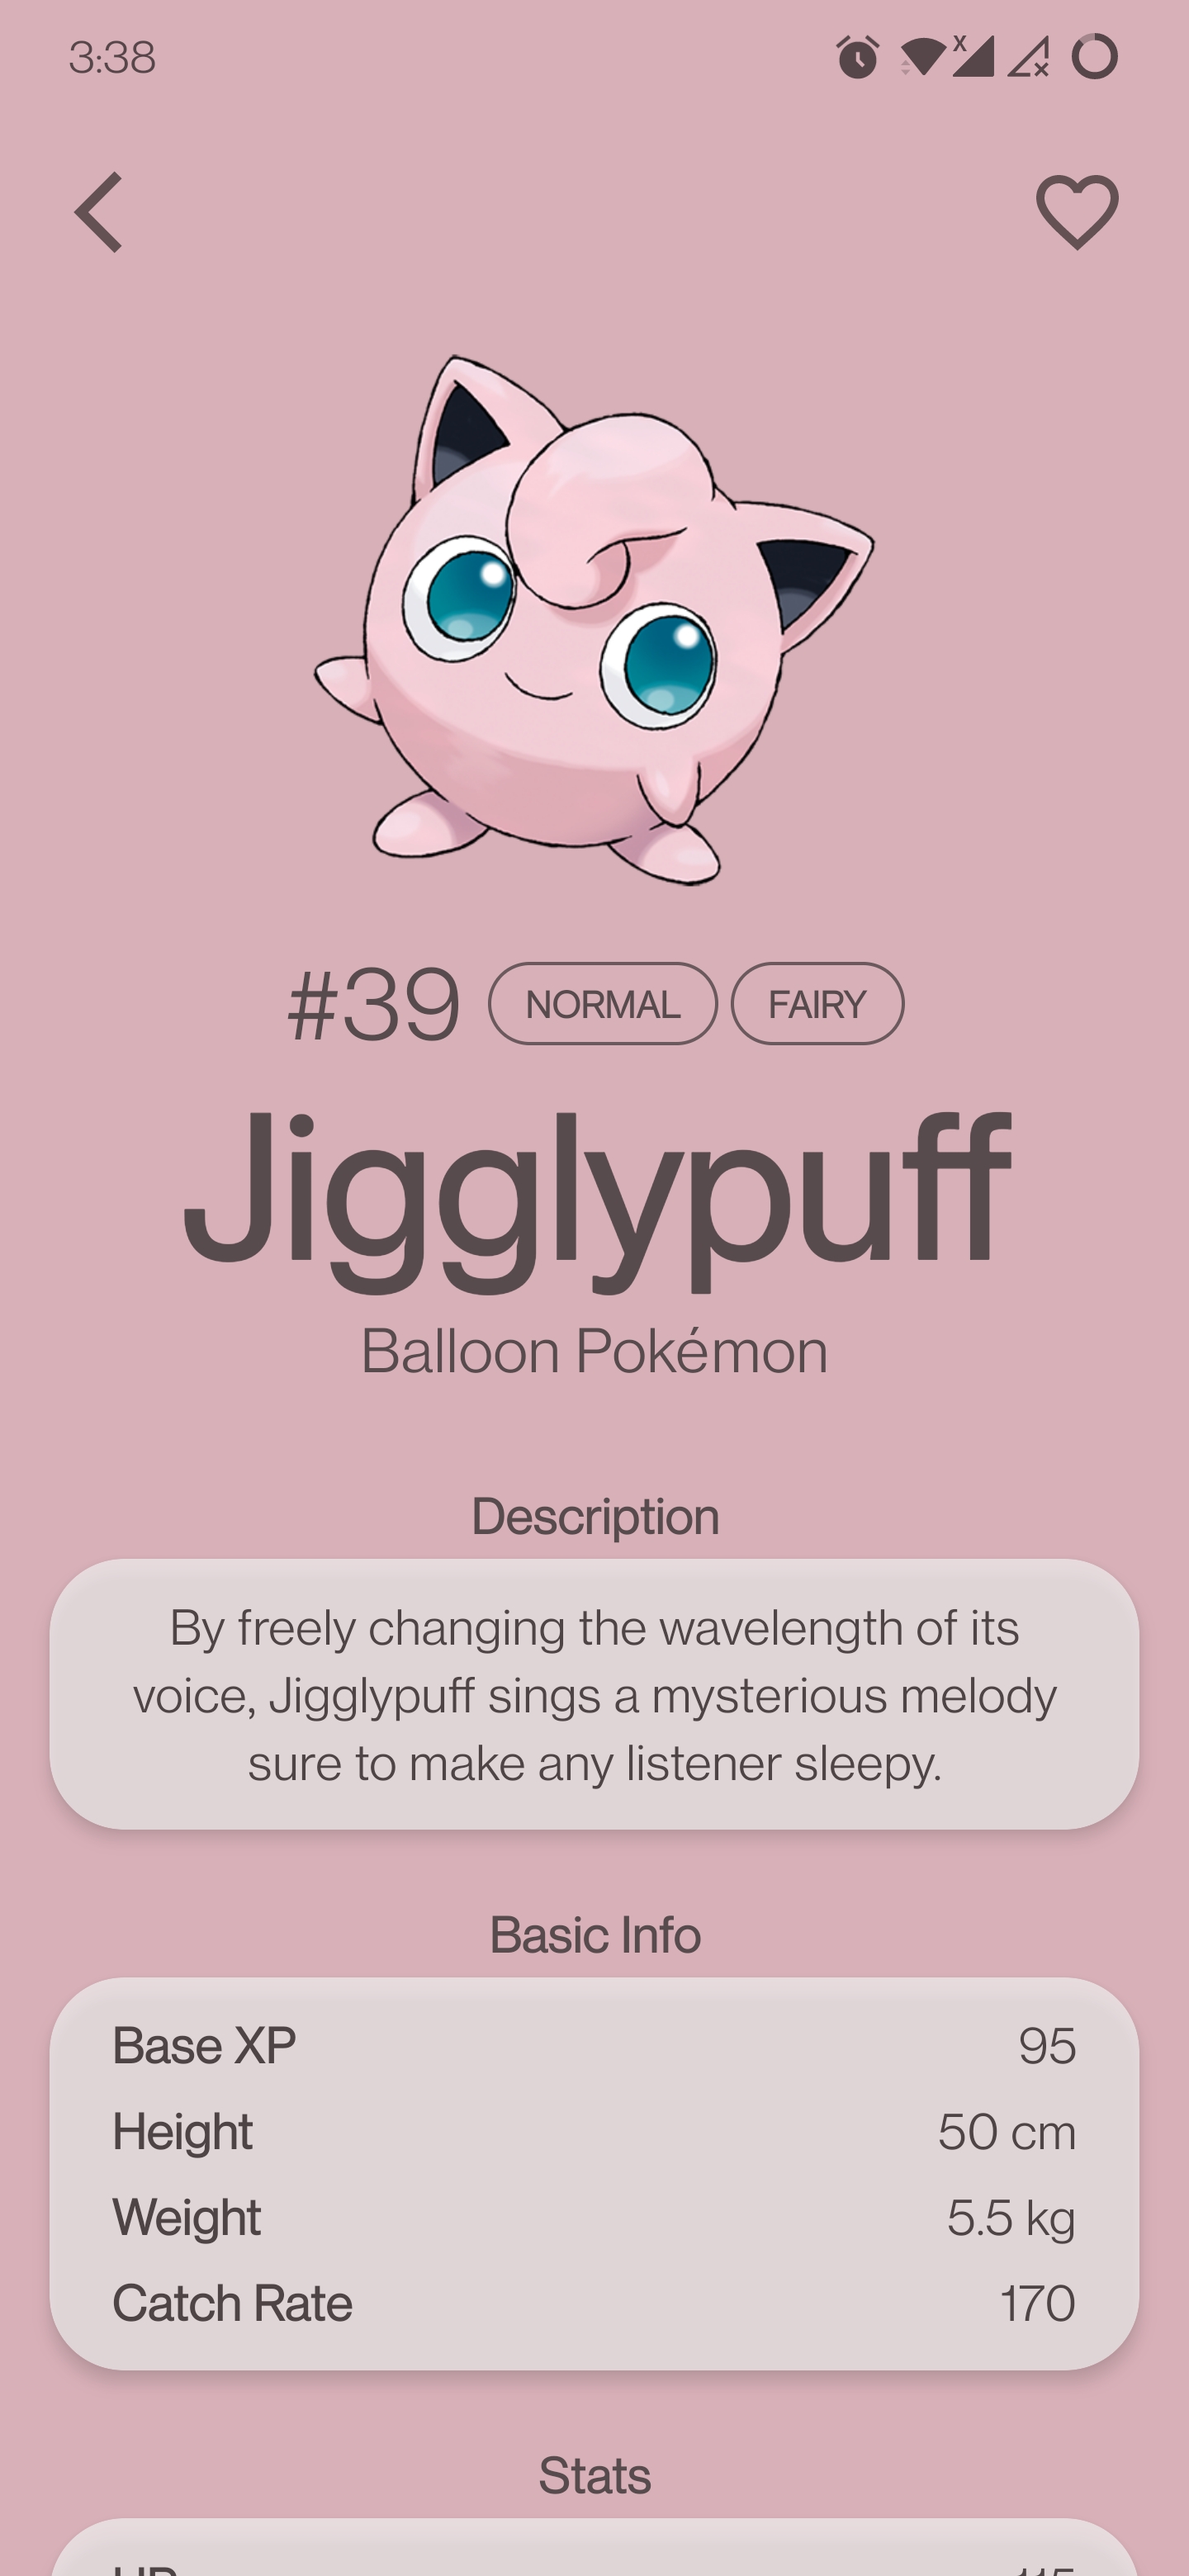 3:38
#39 NORMAL FAIRY
Jigglypuff
Balloon Pokémon
Description
By freely changing the wavelength of its
voice, Jigglypuff sings a mysterious melody
sure to make any listener sleepy.
Basic Info
Base XP 95
Height 50 cm
Weight 5.5 kg
Catch Rate 170
Stats
HP 115